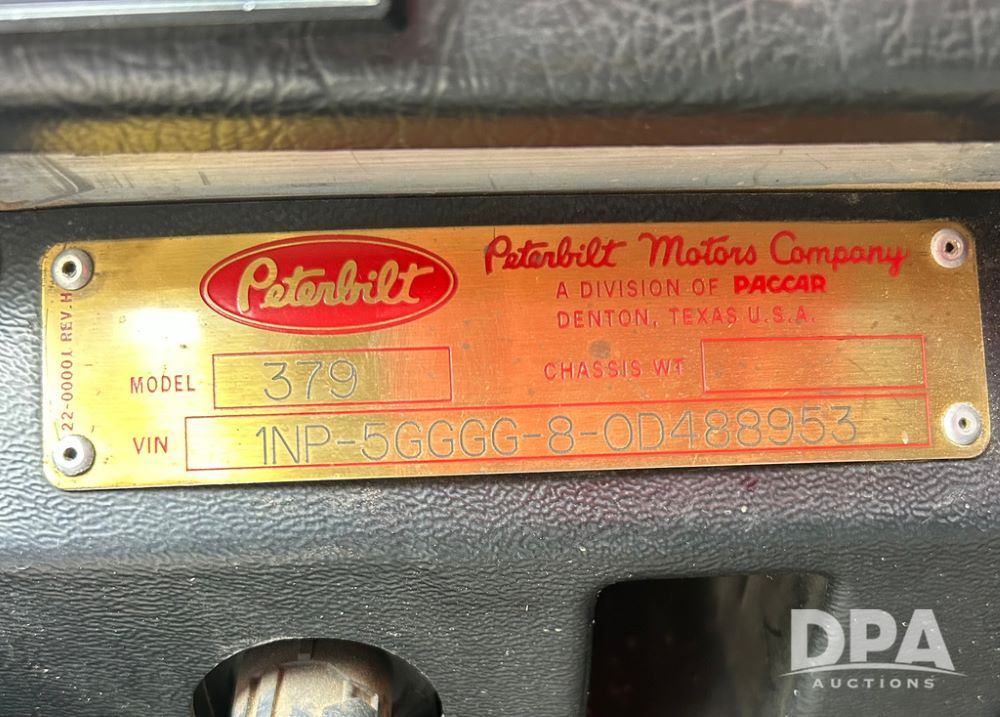 Peterbilt
Peterbilt Motors Company
A DIVISION OF PACCAR
DENTON, TEXAS U.S.A.
22-00001 REV. H
MODEL 379
CHASSIS WT
VIN 1NP-5GGGG-8-0D488953
DPA
AUCTIONS